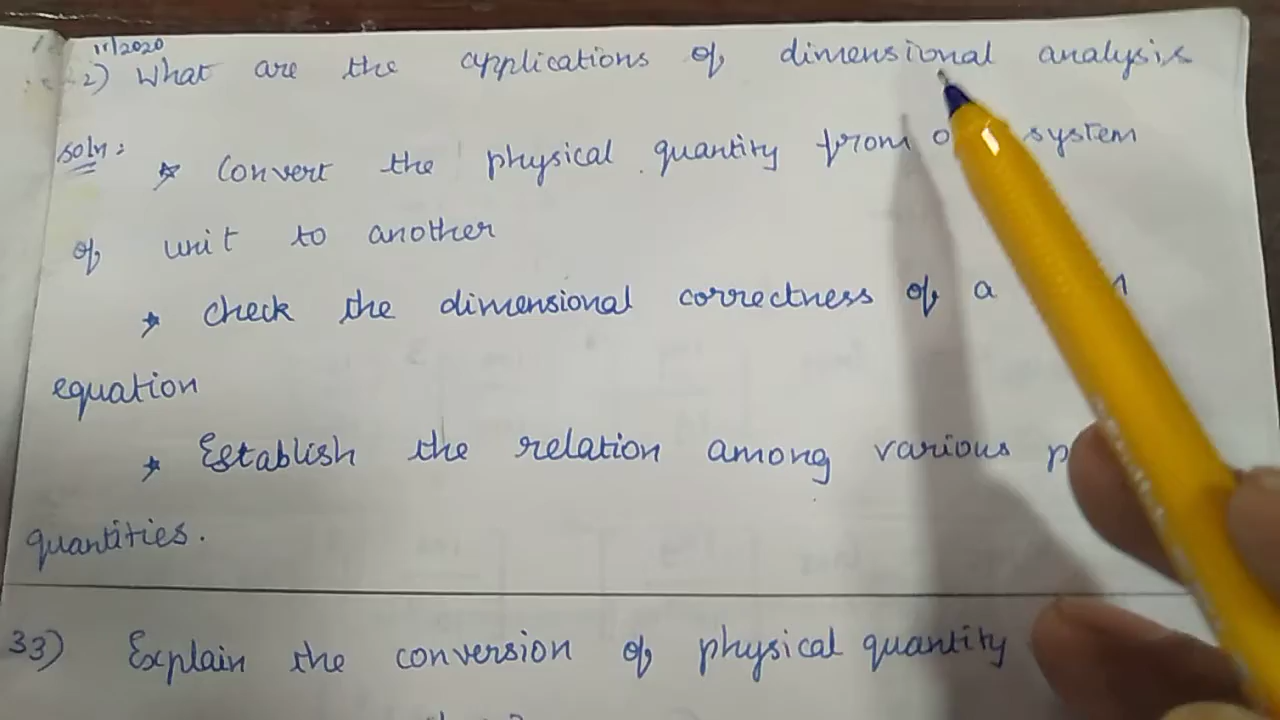 11/2020
2) What are the applications of dimensional analysis
Soln: * Convert the physical quantity from system
of unit to another
* check the dimensional correctness of a
equation
* Establish the relation among various
quantities.
33) Explain the conversion of physical quantity